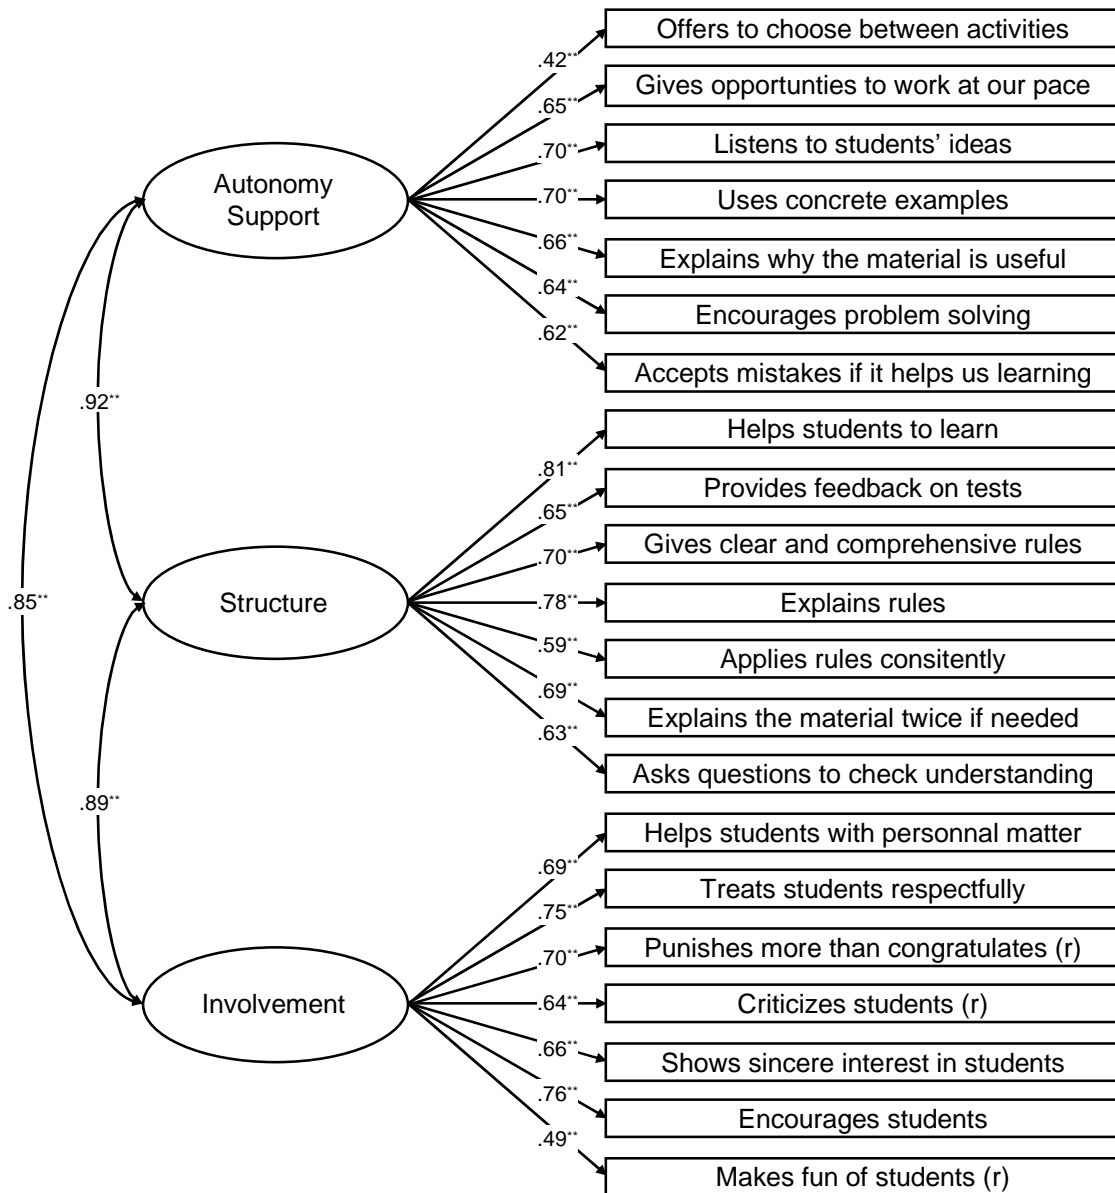 Offers to choose between activities
.42**
Gives opportunties to work at our pace
.65**
Listens to students’ ideas
.70**
Autonomy
Support
Uses concrete examples
.70**
Explains why the material is useful
.66**
Encourages problem solving
.64**
Accepts mistakes if it helps us learning
.62**
.92**
Helps students to learn
.81**
Provides feedback on tests
.65**
Gives clear and comprehensive rules
.70**
.85**
Structure
Explains rules
.78**
Applies rules consitently
.59**
Explains the material twice if needed
.69**
Asks questions to check understanding
.63**
.89**
Helps students with personnal matter
.69**
Treats students respectfully
.75**
Punishes more than congratulates (r)
.70**
Involvement
Criticizes students (r)
.64**
Shows sincere interest in students
.66**
Encourages students
.76**
Makes fun of students (r)
.49**